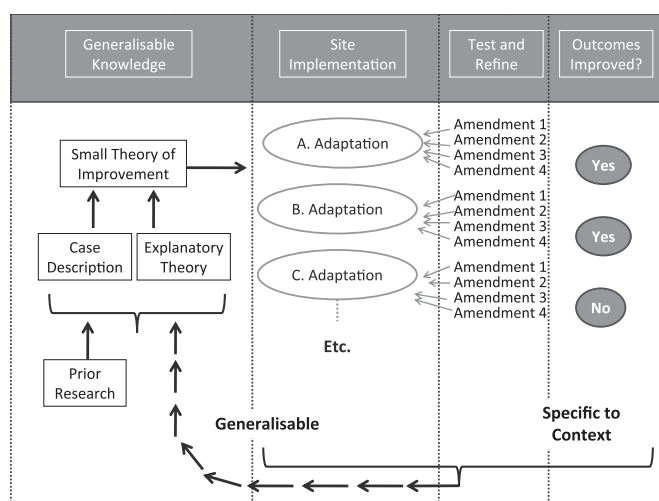 Generalisable
Knowledge
Site
Implementation
Test and
Refine
Outcomes
Improved?
Small Theory of
Improvement
Case
Description
Explanatory
Theory
Prior
Research
A. Adaptation
Amendment 1
Amendment 2
Amendment 3
Amendment 4
Yes
B. Adaptation
Amendment 1
Amendment 2
Amendment 3
Amendment 4
Yes
C. Adaptation
Amendment 1
Amendment 2
Amendment 3
Amendment 4
No
Etc.
Generalisable
Specific to
Context